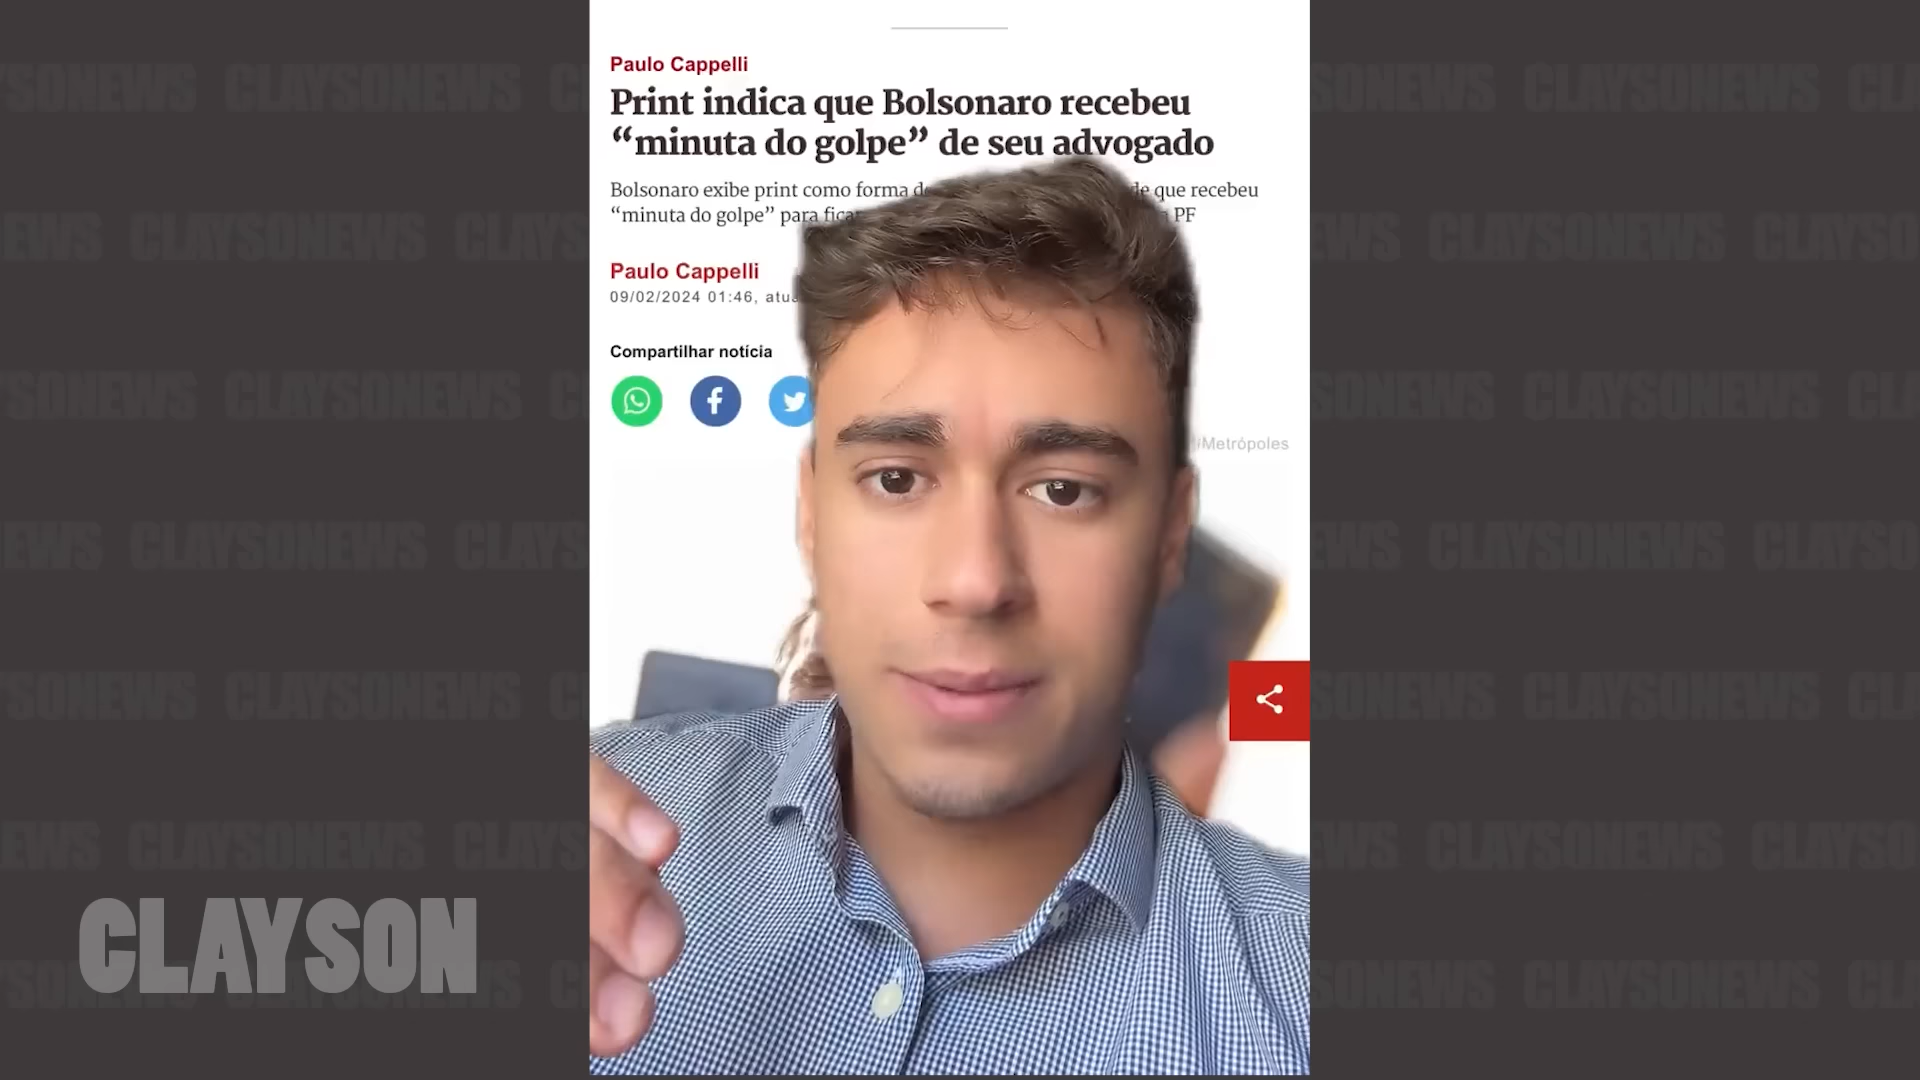 Paulo Cappelli
Print indica que Bolsonaro recebeu
“minuta do golpe” de seu advogado
Bolsonaro exibe print como forma de que recebeu
“minuta do golpe” para PF
Paulo Cappelli
09/02/2024 01:46,
Compartilhar notícia
/Metrópoles
CLAYSON
CLAYSONEWS